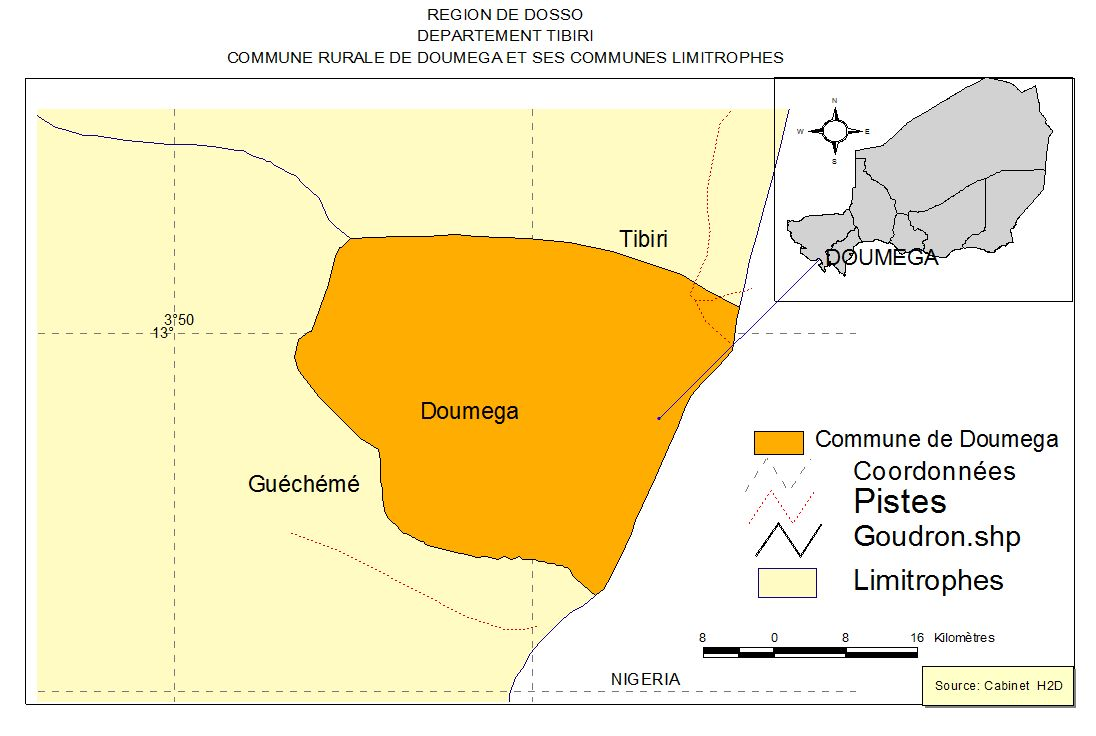 REGION DE DOSSO
DEPARTEMENT TIBIRI
COMMUNE RURALE DE DOUMEGA ET SES COMMUNES LIMITROPHES
N
W
E
S
DOUMEGA
Tibiri
3°50
13°
Doumega
Guéchémé
Commune de Doumega
Coordonnées
Pistes
Goudron.shp
Limitrophes
8 0 8 16 Kilomètres
NIGERIA
Source: Cabinet H2D